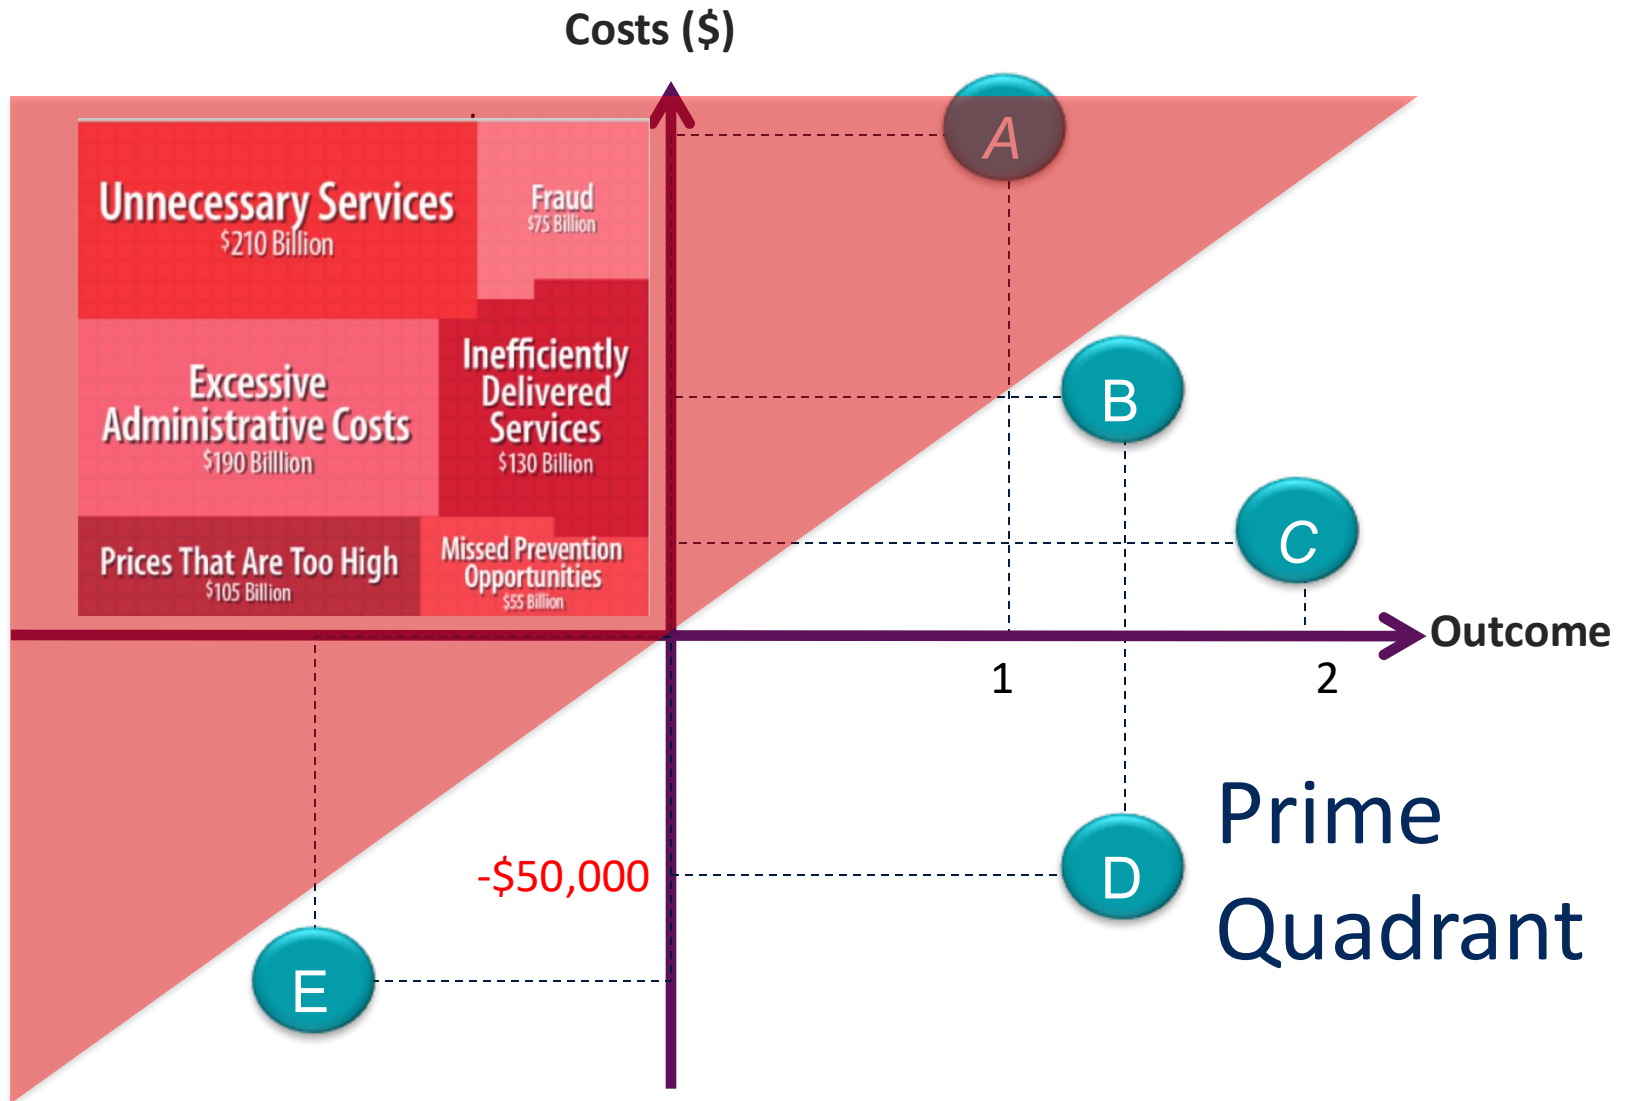 Costs ($)
A
Unnecessary Services
$210 Billion
Fraud
$75 Billion
Excessive
Administrative Costs
$190 Billlion
Inefficiently
Delivered
Services
$130 Billion
B
Prices That Are Too High
$105 Billion
Missed Prevention
Opportunities
$55 Billion
C
Outcome
1
2
Prime
Quadrant
-$50,000
D
E